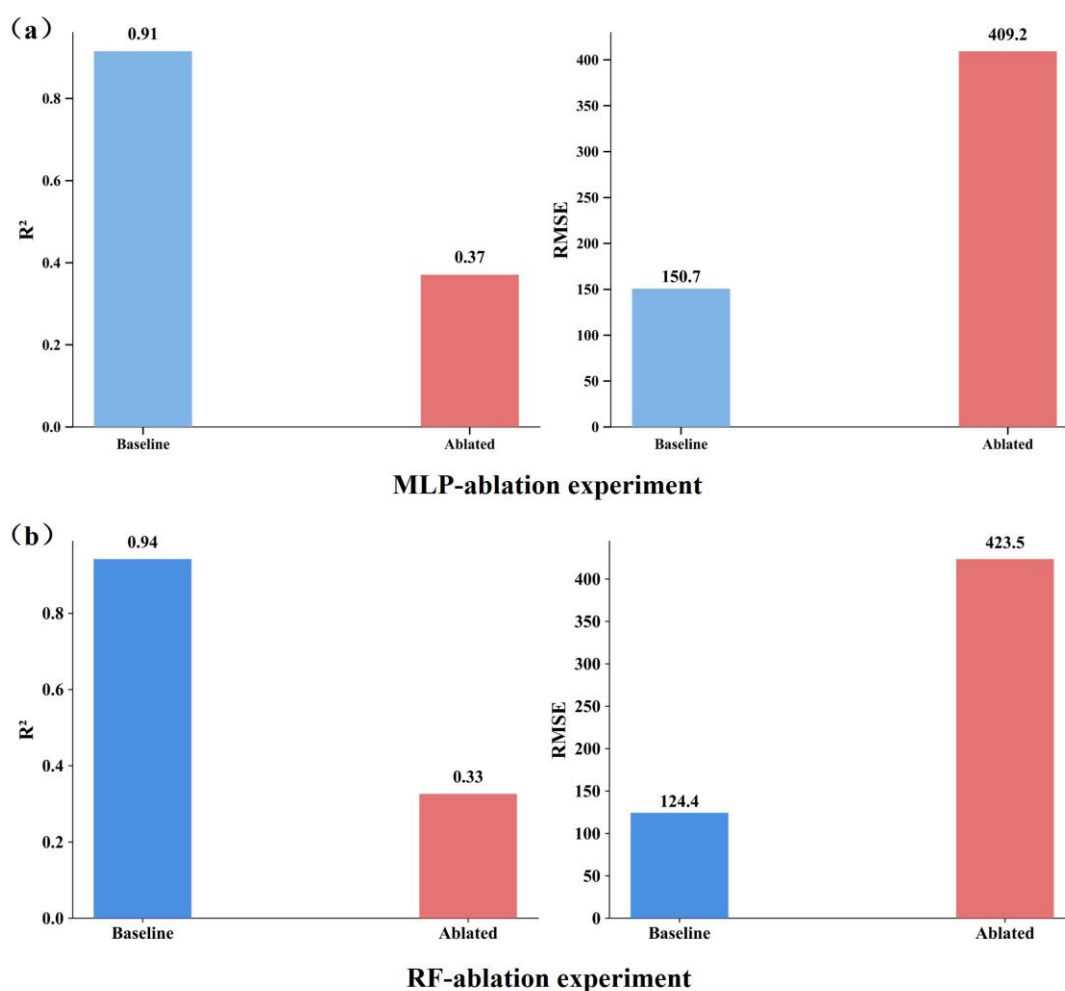 (a)
0.91
0.37
0.8
0.6
0.4
0.2
0.0
R²
Baseline
Ablated
409.2
150.7
400
350
300
250
200
150
100
50
0
RMSE
Baseline
Ablated
MLP-ablation experiment
(b)
0.94
0.33
0.8
0.6
0.4
0.2
0.0
R²
Baseline
Ablated
423.5
124.4
400
350
300
250
200
150
100
50
0
RMSE
Baseline
Ablated
RF-ablation experiment